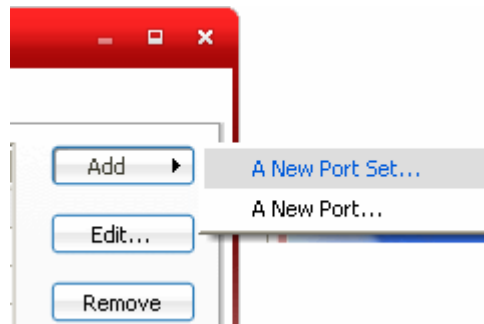 Add
A New Port Set...
A New Port...
Edit...
Remove